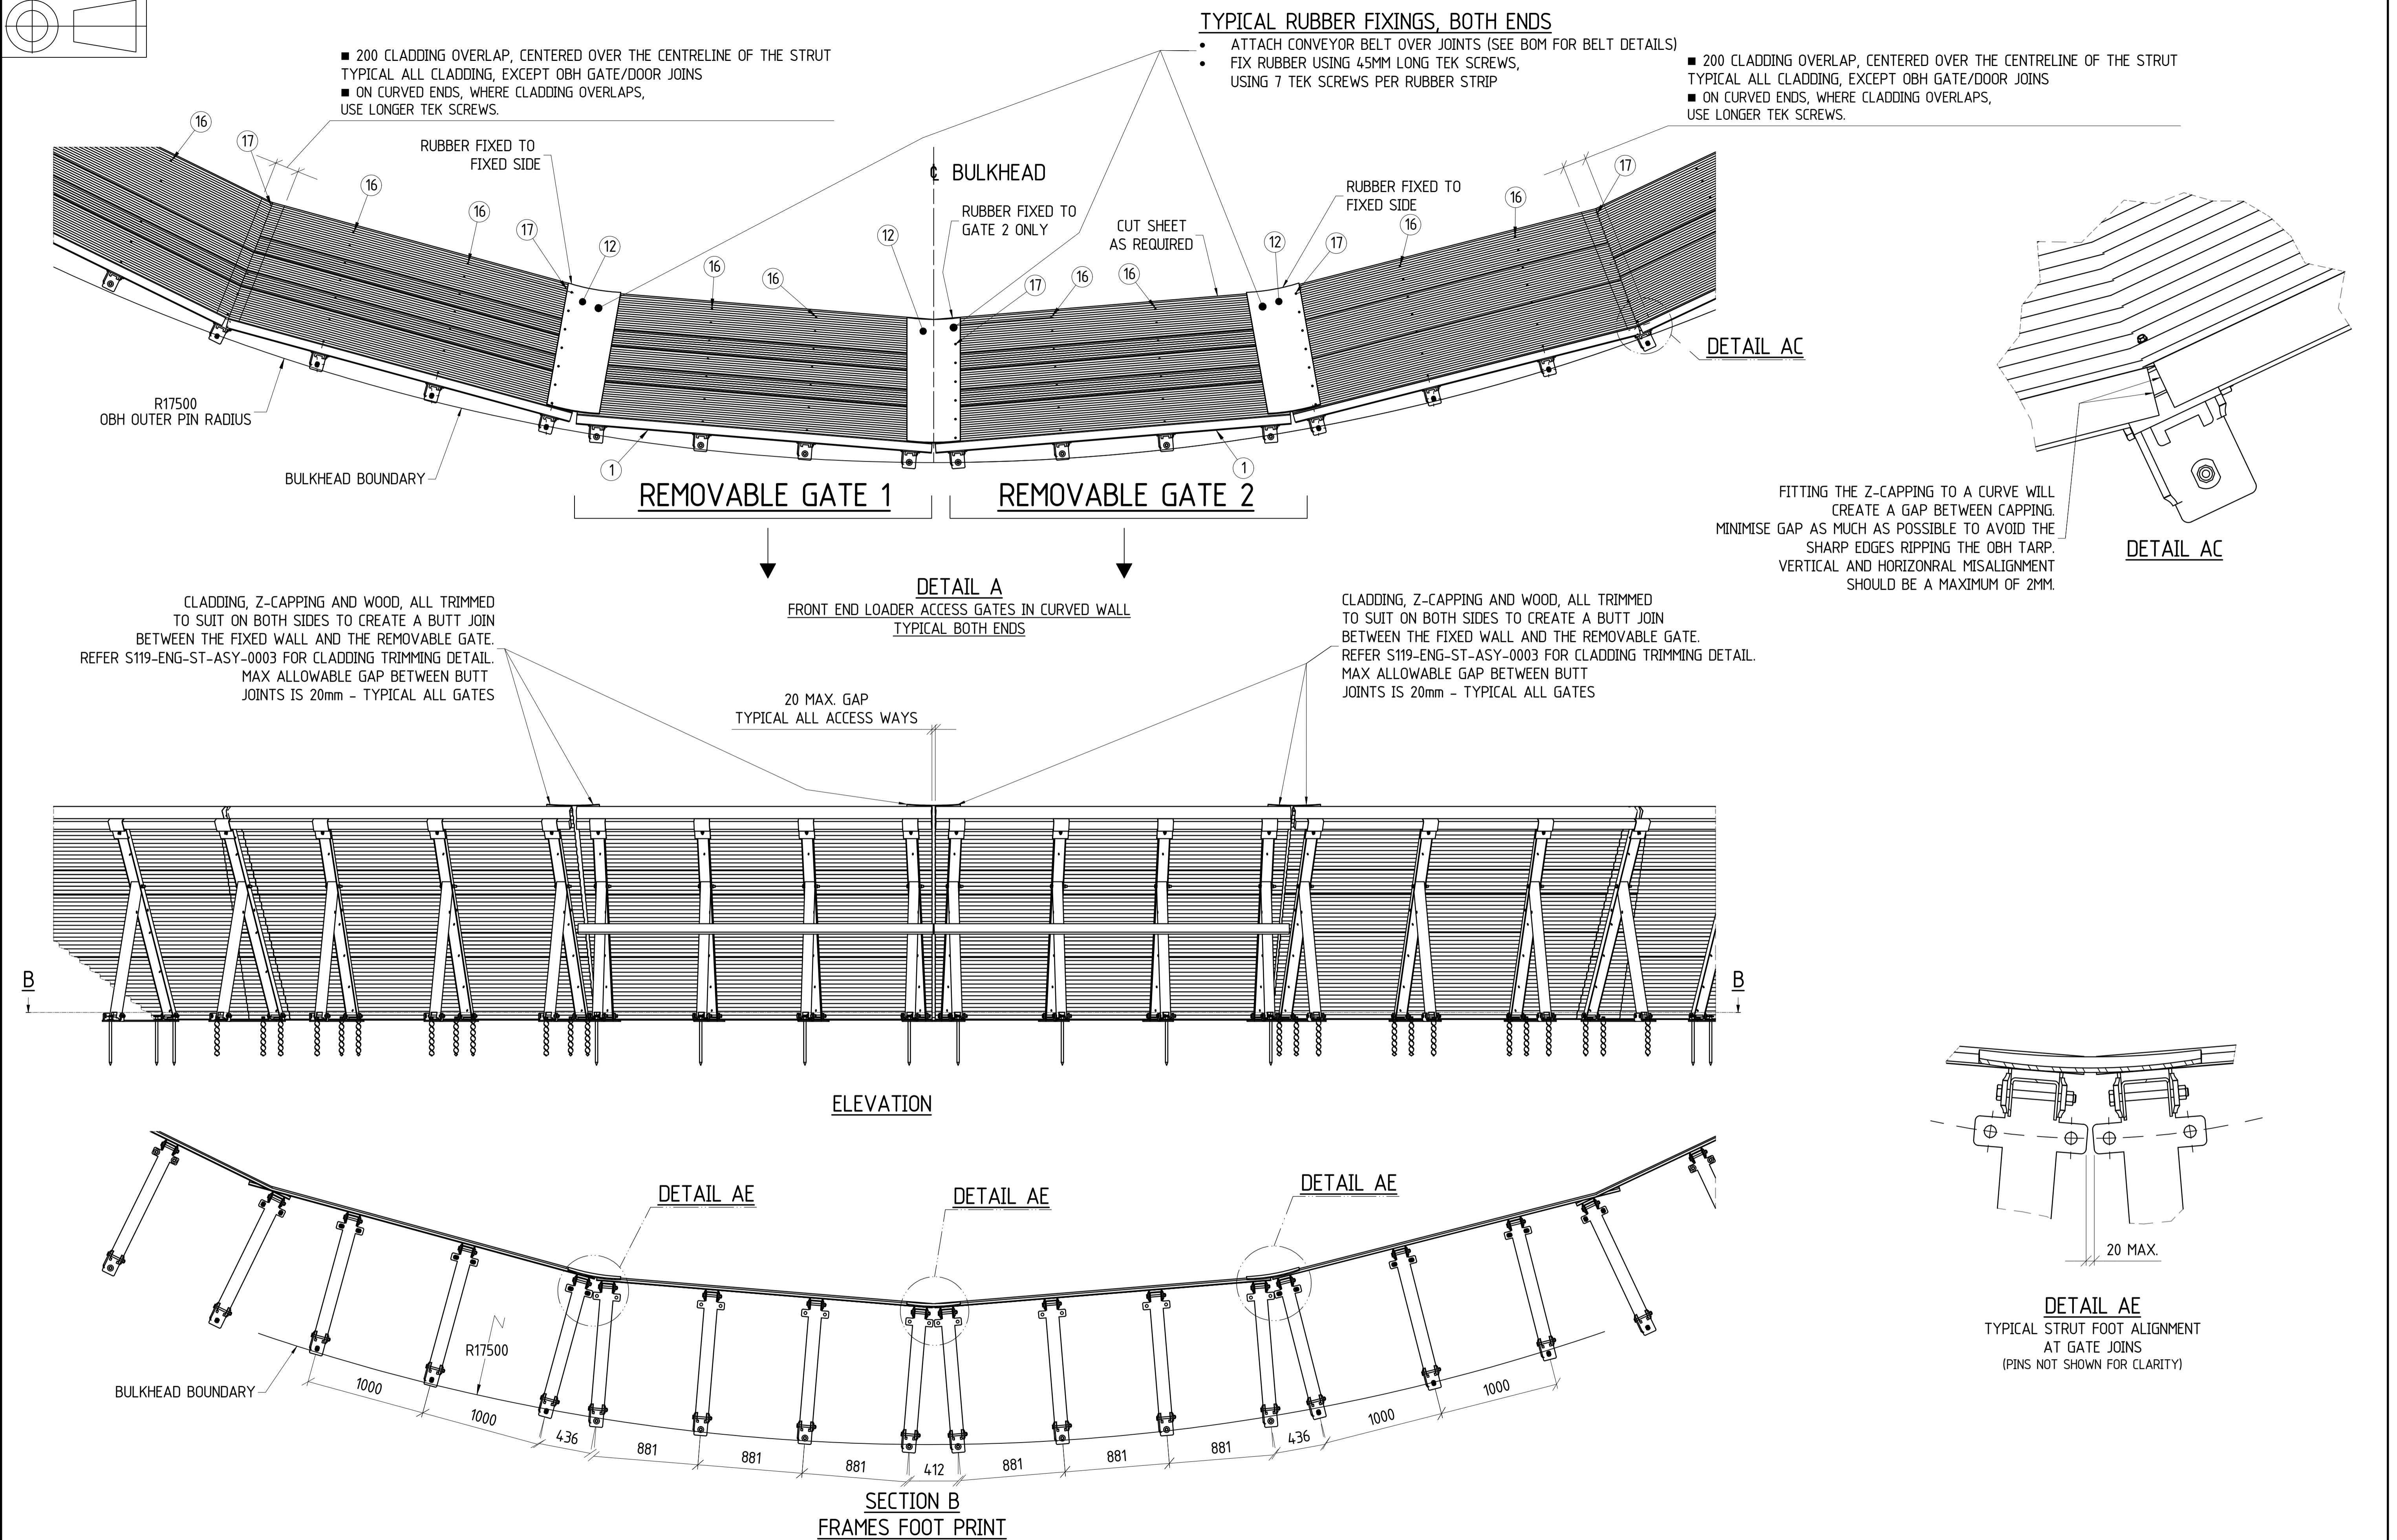 TYPICAL RUBBER FIXINGS, BOTH ENDS
• ATTACH CONVEYOR BELT OVER JOINTS (SEE BOM FOR BELT DETAILS)
• FIX RUBBER USING 45MM LONG TEK SCREWS,
USING 7 TEK SCREWS PER RUBBER STRIP
■ 200 CLADDING OVERLAP, CENTERED OVER THE CENTRELINE OF THE STRUT
TYPICAL ALL CLADDING, EXCEPT OBH GATE/DOOR JOINS
■ ON CURVED ENDS, WHERE CLADDING OVERLAPS,
USE LONGER TEK SCREWS.
■ 200 CLADDING OVERLAP, CENTERED OVER THE CENTRELINE OF THE STRUT
TYPICAL ALL CLADDING, EXCEPT OBH GATE/DOOR JOINS
■ ON CURVED ENDS, WHERE CLADDING OVERLAPS,
USE LONGER TEK SCREWS.
16
17
16
16
17
12
RUBBER FIXED TO
FIXED SIDE
16
16
12
℄ BULKHEAD
RUBBER FIXED TO
GATE 2 ONLY
17
16
16
CUT SHEET
AS REQUIRED
12
17
RUBBER FIXED TO
FIXED SIDE
16
16
17
DETAIL AC
R17500
OBH OUTER PIN RADIUS
BULKHEAD BOUNDARY
1
1
REMOVABLE GATE 1
REMOVABLE GATE 2
FITTING THE Z-CAPPING TO A CURVE WILL
CREATE A GAP BETWEEN CAPPING.
MINIMISE GAP AS MUCH AS POSSIBLE TO AVOID THE
SHARP EDGES RIPPING THE OBH TARP.
VERTICAL AND HORIZONRAL MISALIGNMENT
SHOULD BE A MAXIMUM OF 2MM.
DETAIL AC
DETAIL A
FRONT END LOADER ACCESS GATES IN CURVED WALL
TYPICAL BOTH ENDS
CLADDING, Z-CAPPING AND WOOD, ALL TRIMMED
TO SUIT ON BOTH SIDES TO CREATE A BUTT JOIN
BETWEEN THE FIXED WALL AND THE REMOVABLE GATE.
REFER S119-ENG-ST-ASY-0003 FOR CLADDING TRIMMING DETAIL.
MAX ALLOWABLE GAP BETWEEN BUTT
JOINTS IS 20mm - TYPICAL ALL GATES
20 MAX. GAP
TYPICAL ALL ACCESS WAYS
CLADDING, Z-CAPPING AND WOOD, ALL TRIMMED
TO SUIT ON BOTH SIDES TO CREATE A BUTT JOIN
BETWEEN THE FIXED WALL AND THE REMOVABLE GATE.
REFER S119-ENG-ST-ASY-0003 FOR CLADDING TRIMMING DETAIL.
MAX ALLOWABLE GAP BETWEEN BUTT
JOINTS IS 20mm - TYPICAL ALL GATES
B
B
ELEVATION
DETAIL AE
DETAIL AE
DETAIL AE
R17500
BULKHEAD BOUNDARY
1000
1000
436
881
881
881
412
881
881
881
436
1000
1000
SECTION B
FRAMES FOOT PRINT
20 MAX.
DETAIL AE
TYPICAL STRUT FOOT ALIGNMENT
AT GATE JOINS
(PINS NOT SHOWN FOR CLARITY)